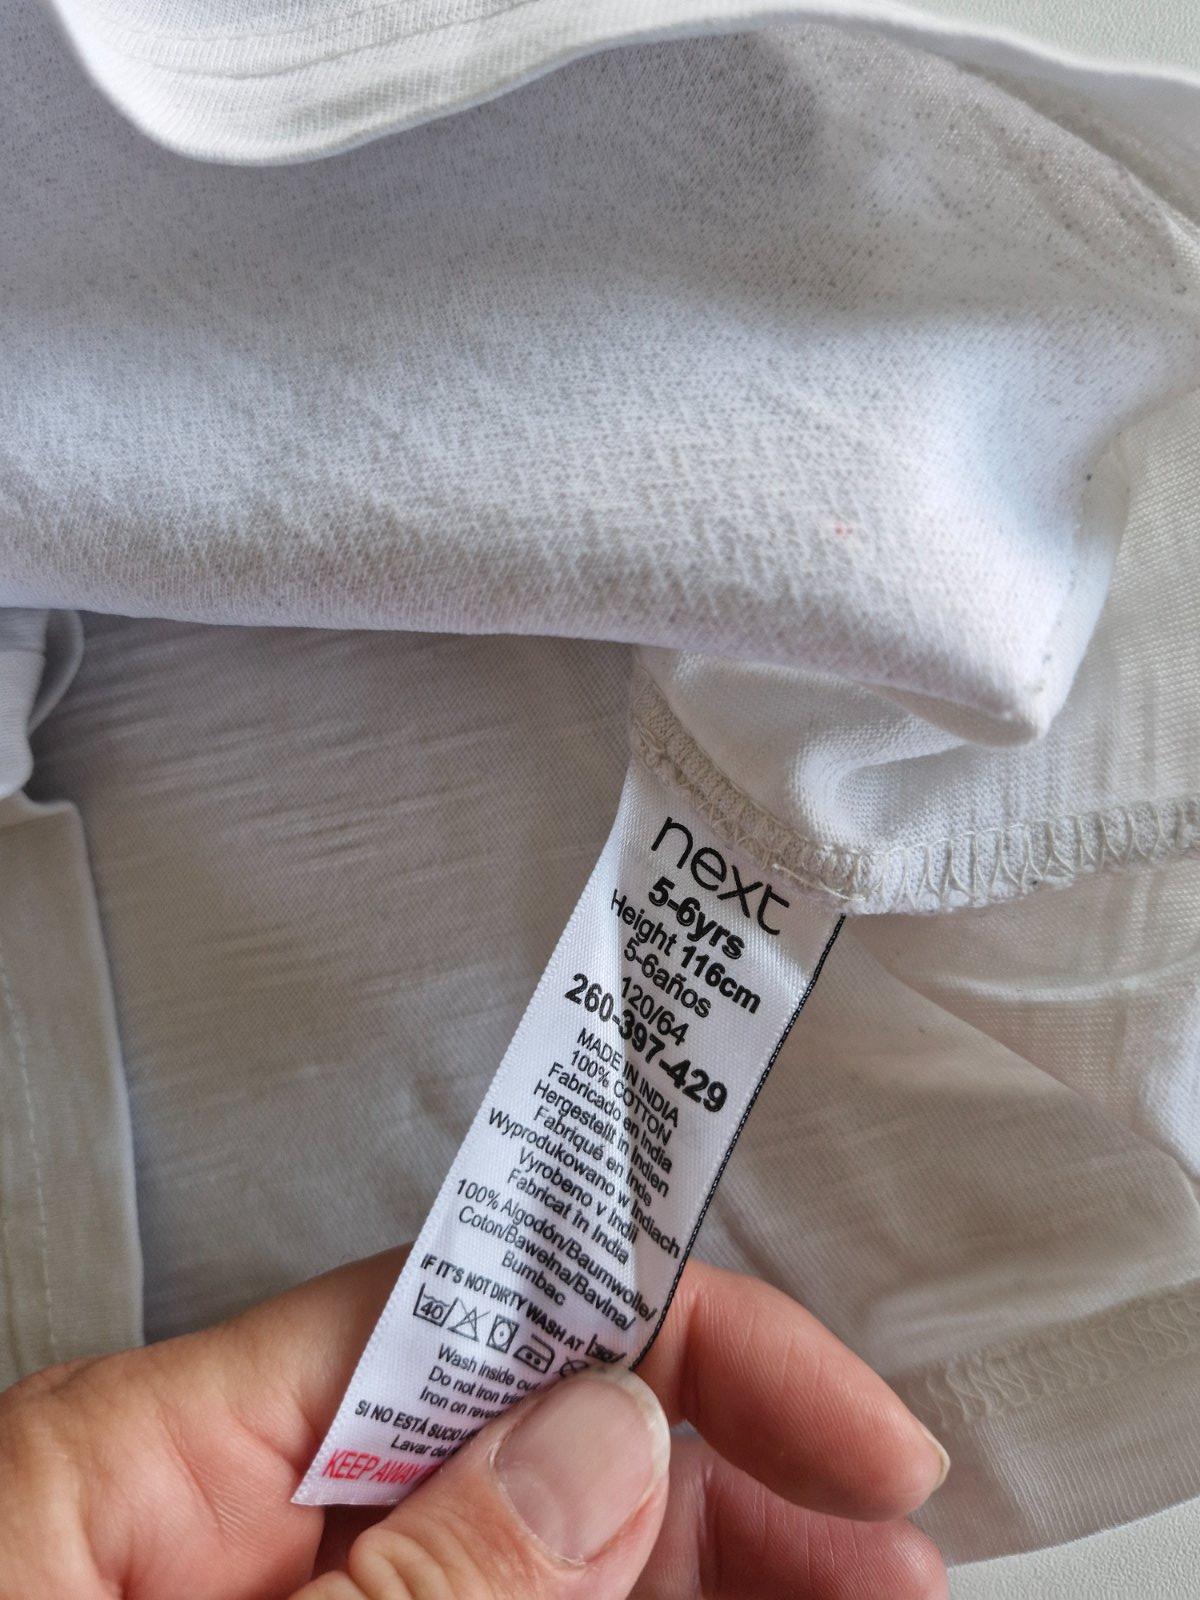 next
5-6yrs
Height 116cm
5-6años
120/64
260-397-429
MADE IN INDIA
100% COTTON
Fabricado en India
Hergestellt in Indien
Fabriqué en Inde
Wyprodukowano w Indiach
Vyrobeno v Indii
Fabricat în India
100% Algodón/Baumwolle/
Coton/Bawełna/Bavlna/
Bumbac
IF IT'S NOT DIRTY WASH AT 30
40
Wash inside
Do not iron
Iron on
SI NO ESTÁ SUCIO
Lavar
KEEP AWAY